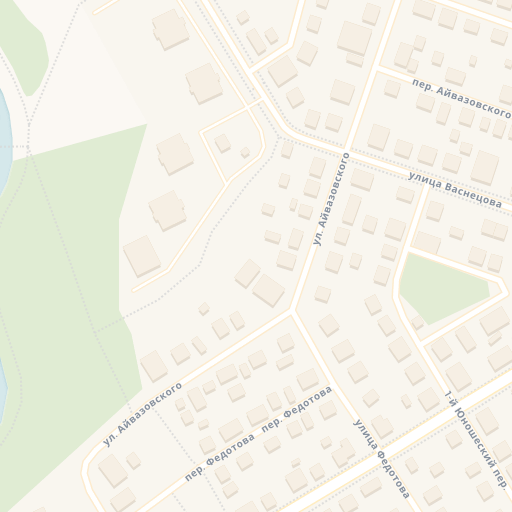 пер. Айвазовского
улица Васнецова
ул. Айвазовского
ул. Айвазовского
пер. Федотова
пер. Федотова
улица Федотова
1-й Юношеский пер.